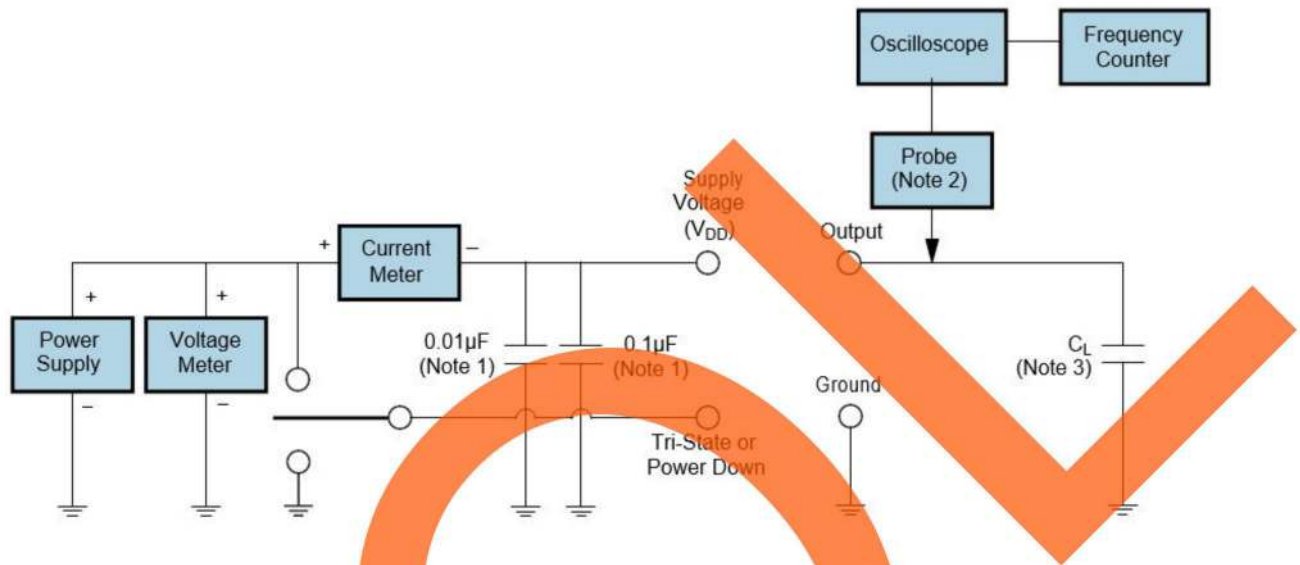 Oscilloscope
Frequency
Counter
Probe
(Note 2)
Supply
Voltage
(VDD)
Output
+
Current
Meter
–
+
Power
Supply
–
+
Voltage
Meter
–
0.01µF
(Note 1)
0.1µF
(Note 1)
CL
(Note 3)
Ground
Tri-State or
Power Down